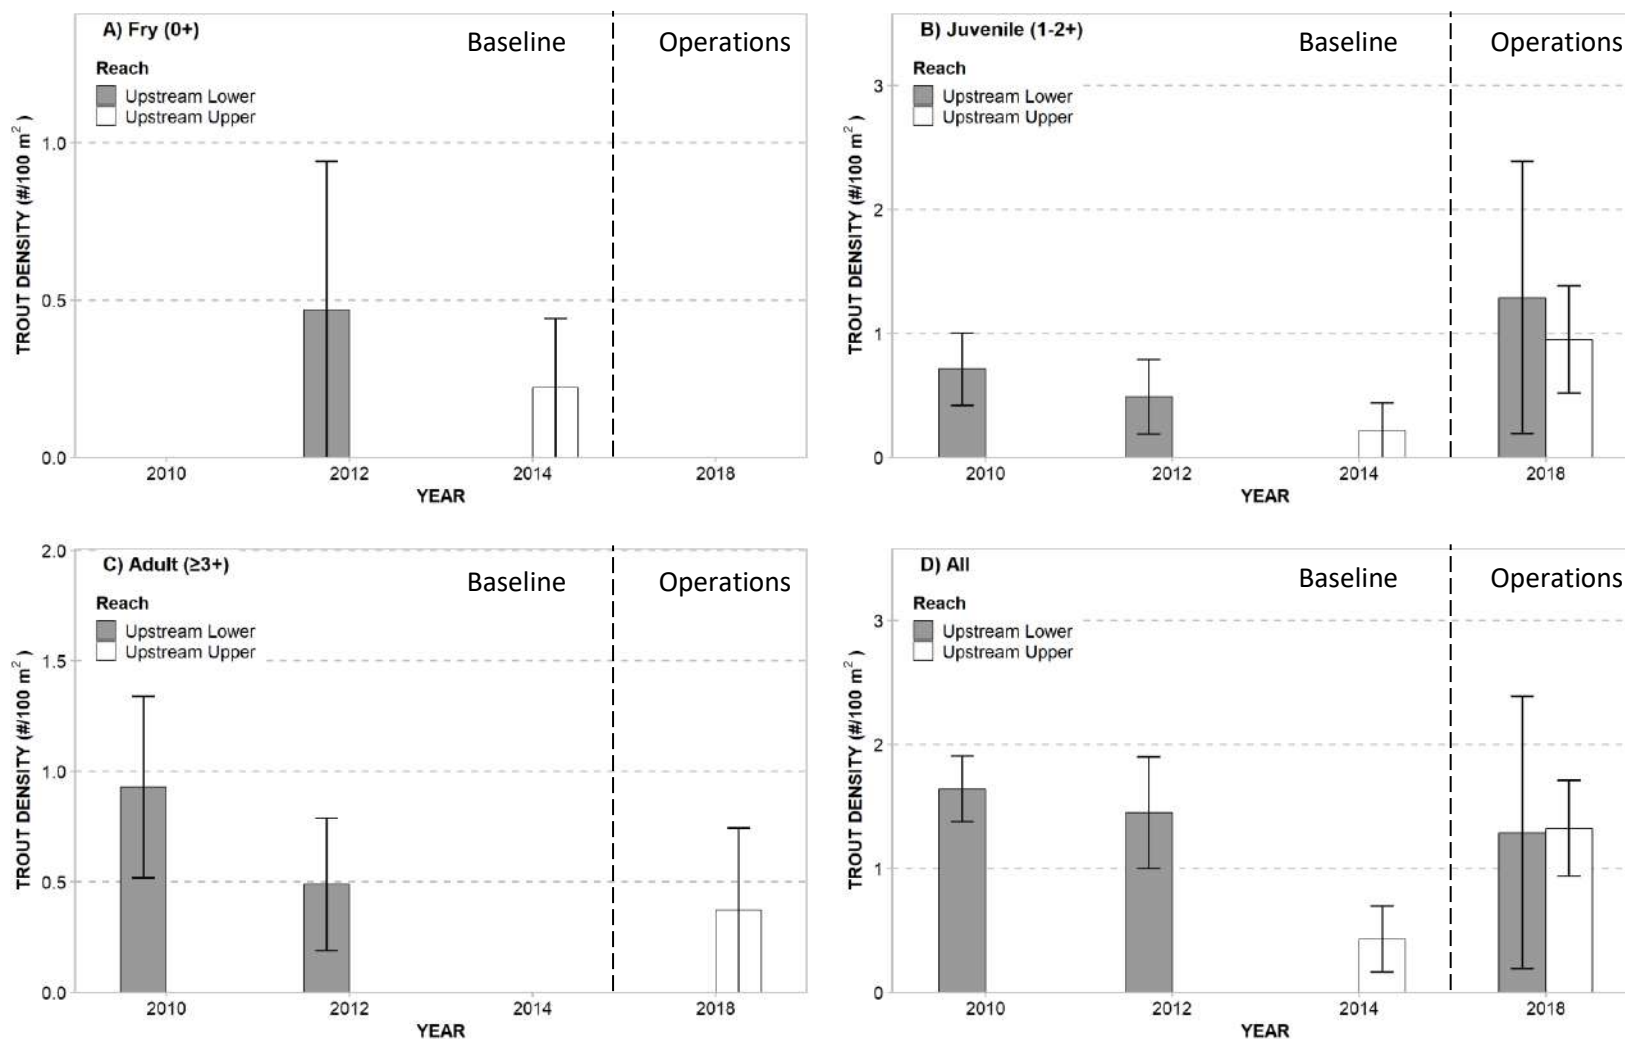 A) Fry (0+)
Baseline
Operations
Reach
Upstream Lower
Upstream Upper
TROUT DENSITY (#/100 m²)
1.0
0.5
0.0
2010
2012
2014
2018
YEAR
B) Juvenile (1-2+)
Baseline
Operations
Reach
Upstream Lower
Upstream Upper
TROUT DENSITY (#/100 m²)
3
2
1
0
2010
2012
2014
2018
YEAR
C) Adult (≥3+)
Baseline
Operations
Reach
Upstream Lower
Upstream Upper
TROUT DENSITY (#/100 m²)
2.0
1.5
1.0
0.5
0.0
2010
2012
2014
2018
YEAR
D) All
Baseline
Operations
Reach
Upstream Lower
Upstream Upper
TROUT DENSITY (#/100 m²)
3
2
1
0
2010
2012
2014
2018
YEAR